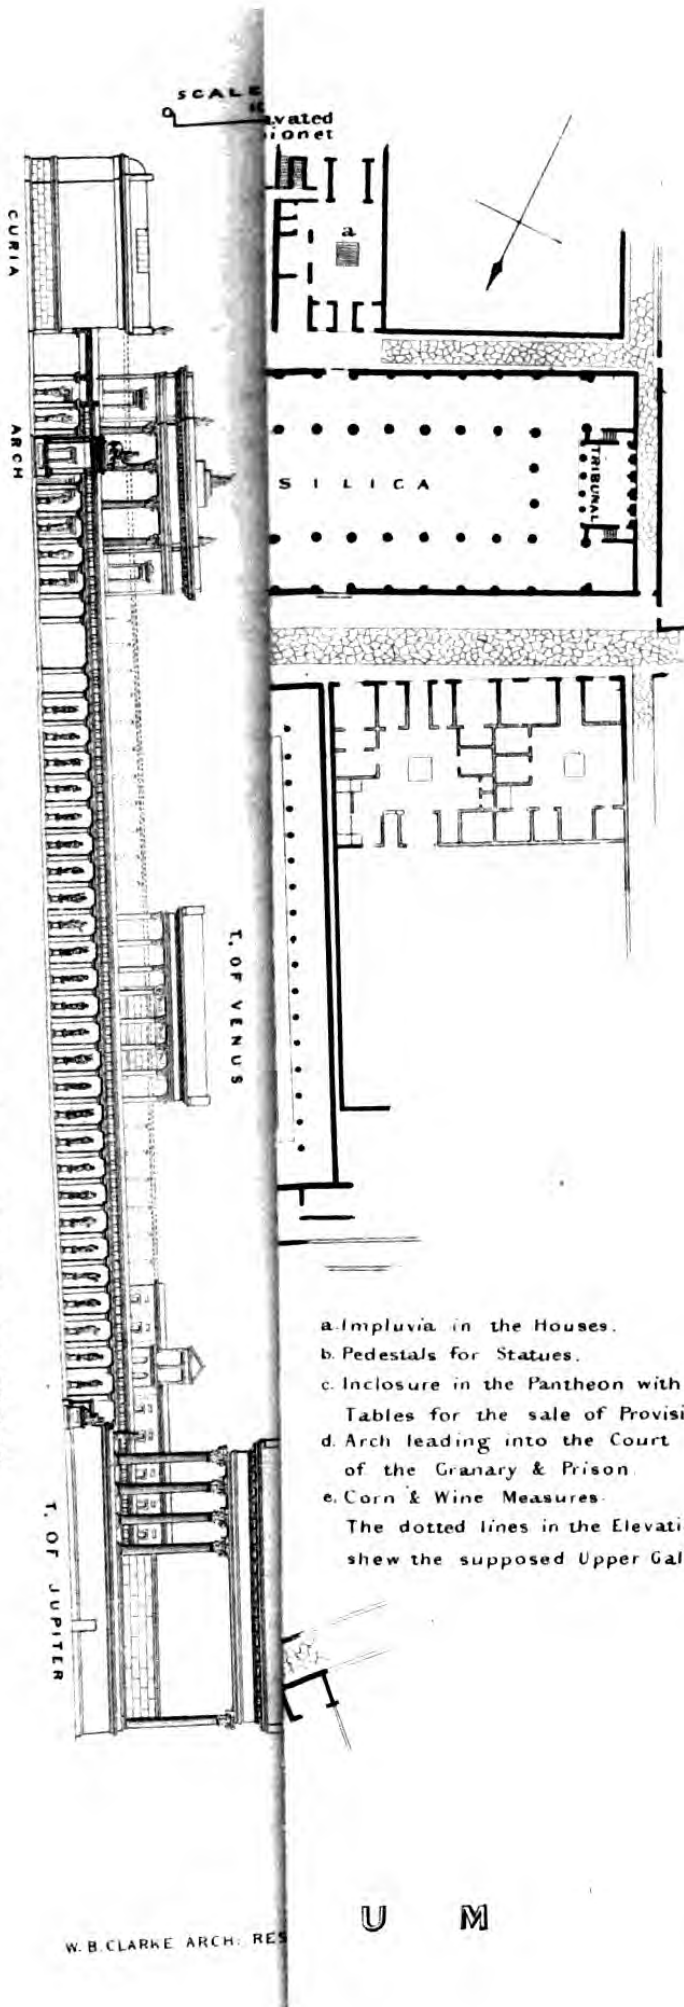 SCALE
avated
ionet
a
CURIA
ARCH
SILICA
TRIBUNAL
T. OF VENUS
a. Impluvia in the Houses.
b. Pedestals for Statues.
c. Inclosure in the Pantheon with
Tables for the sale of Provisi
d. Arch leading into the Court
of the Granary & Prison
e. Corn & Wine Measures.
The dotted lines in the Elevati
shew the supposed Upper Gal
T. OF JUPITER
U M
W. B. CLARKE ARCH: RES